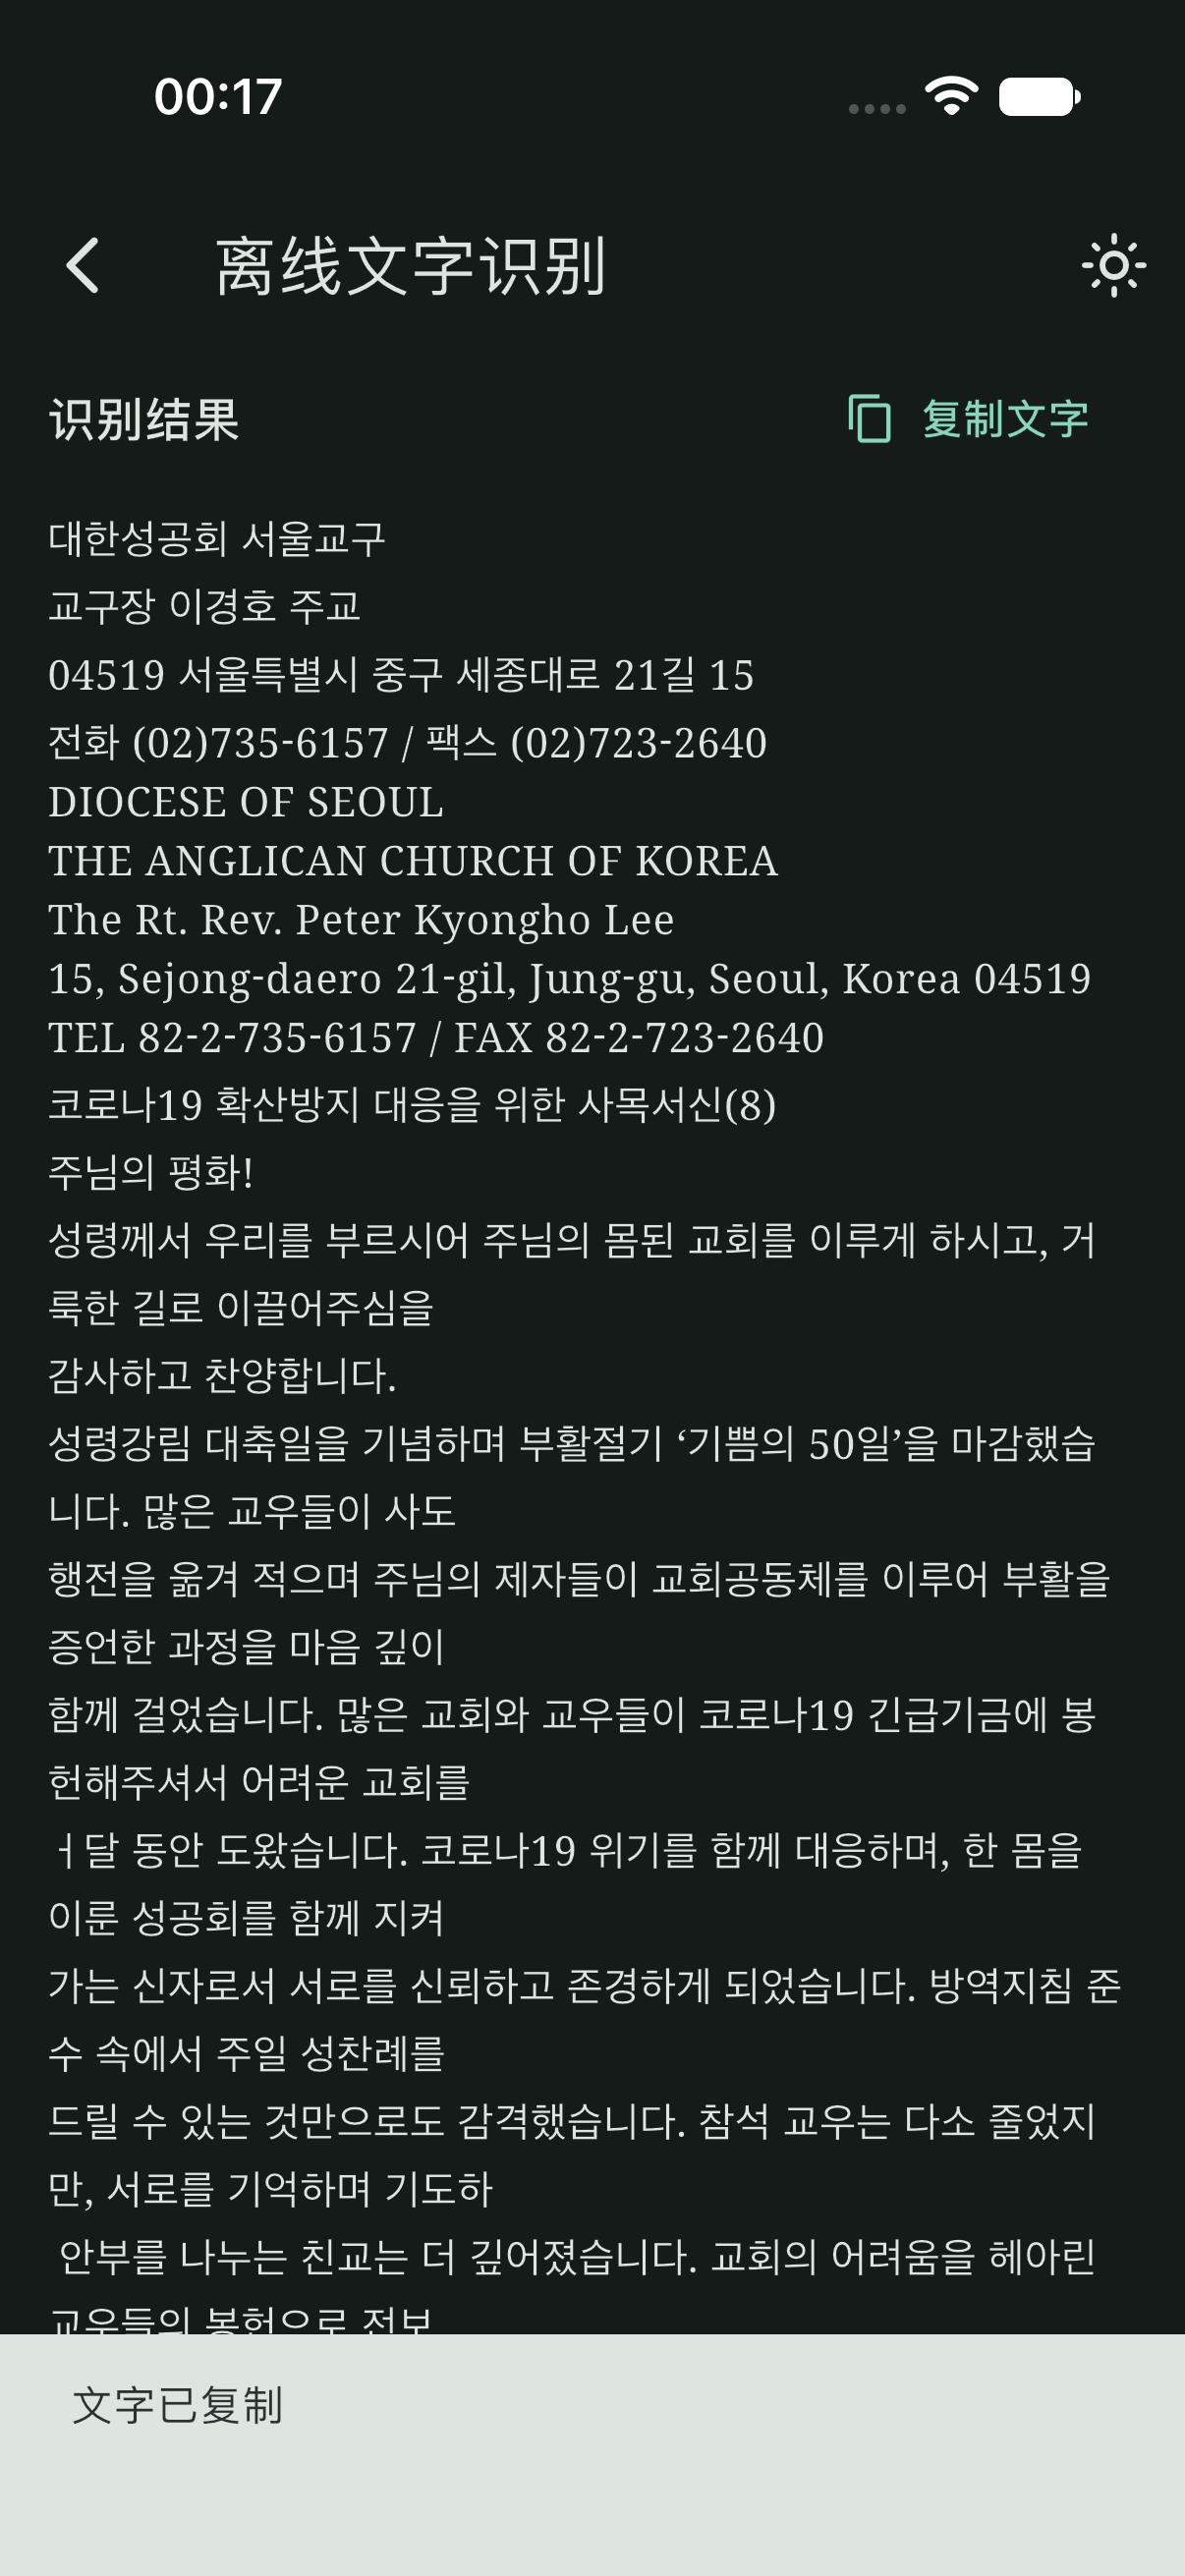 00:17
离线文字识别
识别结果
复制文字
대한성공회 서울교구
교구장 이경호 주교
04519 서울특별시 중구 세종대로 21길 15
전화 (02)735-6157 / 팩스 (02)723-2640
DIOCESE OF SEOUL
THE ANGLICAN CHURCH OF KOREA
The Rt. Rev. Peter Kyongho Lee
15, Sejong-daero 21-gil, Jung-gu, Seoul, Korea 04519
TEL 82-2-735-6157 / FAX 82-2-723-2640
코로나19 확산방지 대응을 위한 사목서신(8)
주님의 평화!
성령께서 우리를 부르시어 주님의 몸된 교회를 이루게 하시고, 거
룩한 길로 이끌어주심을
감사하고 찬양합니다.
성령강림 대축일을 기념하며 부활절기 ‘기쁨의 50일’을 마감했습
니다. 많은 교우들이 사도
행전을 옮겨 적으며 주님의 제자들이 교회공동체를 이루어 부활을
증언한 과정을 마음 깊이
함께 걸었습니다. 많은 교회와 교우들이 코로나19 긴급기금에 봉
헌해주셔서 어려운 교회를
ㅓ달 동안 도왔습니다. 코로나19 위기를 함께 대응하며, 한 몸을
이룬 성공회를 함께 지켜
가는 신자로서 서로를 신뢰하고 존경하게 되었습니다. 방역지침 준
수 속에서 주일 성찬례를
드릴 수 있는 것만으로도 감격했습니다. 참석 교우는 다소 줄었지
만, 서로를 기억하며 기도하
안부를 나누는 친교는 더 깊어졌습니다. 교회의 어려움을 헤아린
교우들의 봉헌으로 전보
文字已复制